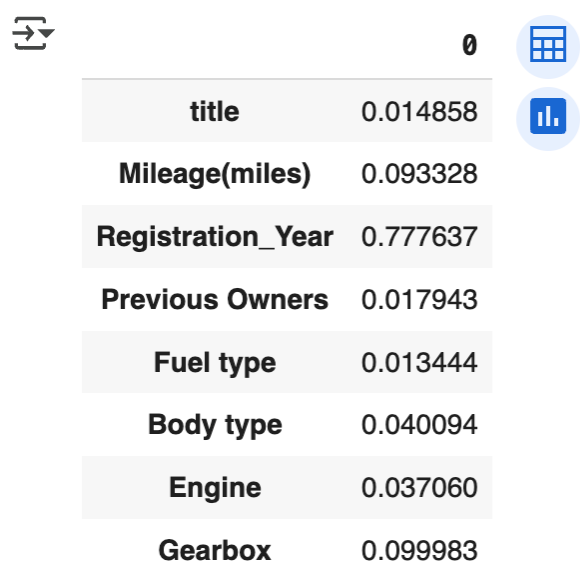 0
title 0.014858
Mileage(miles) 0.093328
Registration_Year 0.777637
Previous Owners 0.017943
Fuel type 0.013444
Body type 0.040094
Engine 0.037060
Gearbox 0.099983